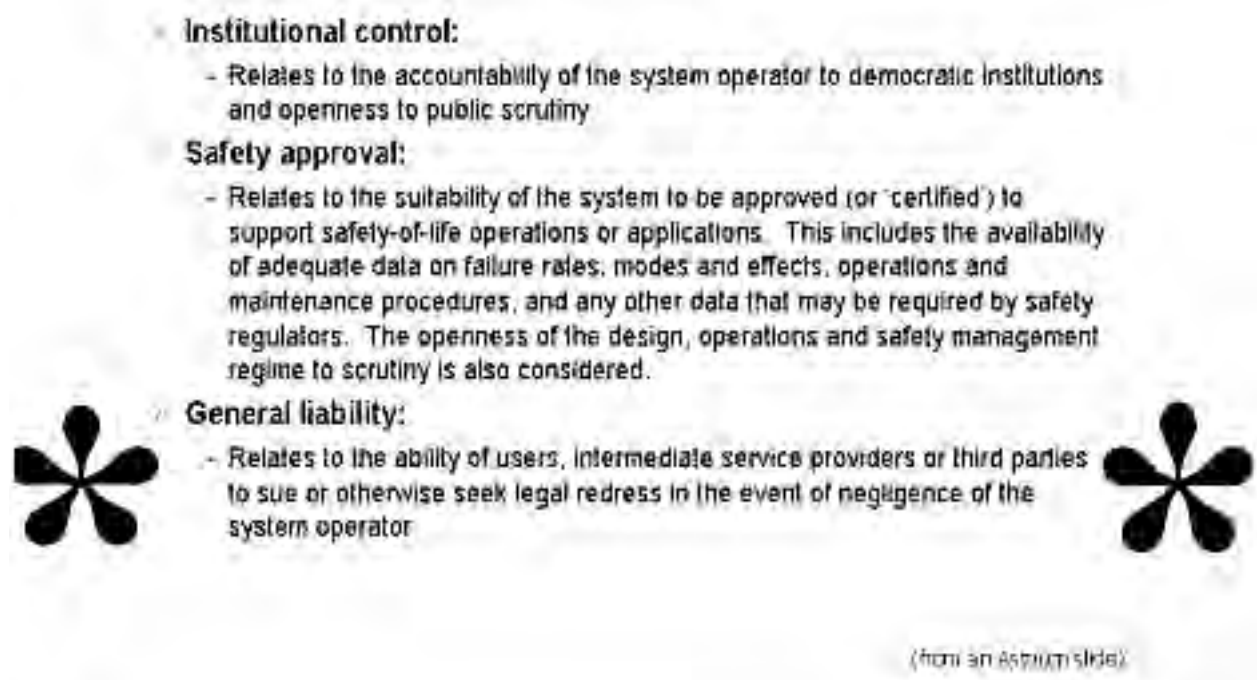 Institutional control:
- Relates to the accountability of the system operator to democratic institutions
and openness to public scrutiny
Safety approval:
- Relates to the suitability of the system to be approved (or 'certified') to
support safety-of-life operations or applications. This includes the availability
of adequate data on failure rates, modes and effects, operations and
maintenance procedures, and any other data that may be required by safety
regulators. The openness of the design, operations and safety management
regime to scrutiny is also considered.
General liability:
- Relates to the ability of users, intermediate service providers or third parties
to sue or otherwise seek legal redress in the event of negligence of the
system operator
(from an Astrium slide)